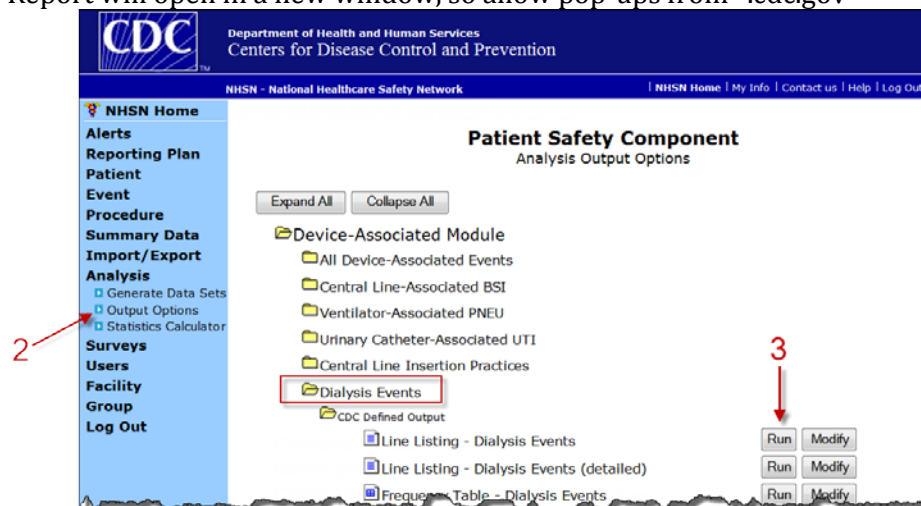 Report will open in a new window, so allow pop-ups from *.cdc.gov
CDC
TM
Department of Health and Human Services
Centers for Disease Control and Prevention
NHSN - National Healthcare Safety Network
| NHSN Home | My Info | Contact us | Help | Log Out
NHSN Home
Alerts
Reporting Plan
Patient
Event
Procedure
Summary Data
Import/Export
Analysis
Generate Data Sets
Output Options
Statistics Calculator
Surveys
Users
Facility
Group
Log Out
2
Patient Safety Component
Analysis Output Options
Expand All Collapse All
Device-Associated Module
All Device-Associated Events
Central Line-Associated BSI
Ventilator-Associated PNEU
Urinary Catheter-Associated UTI
Central Line Insertion Practices
Dialysis Events
CDC Defined Output
3
Line Listing - Dialysis Events Run Modify
Line Listing - Dialysis Events (detailed) Run Modify
Frequency Table - Dialysis Events Run Modify